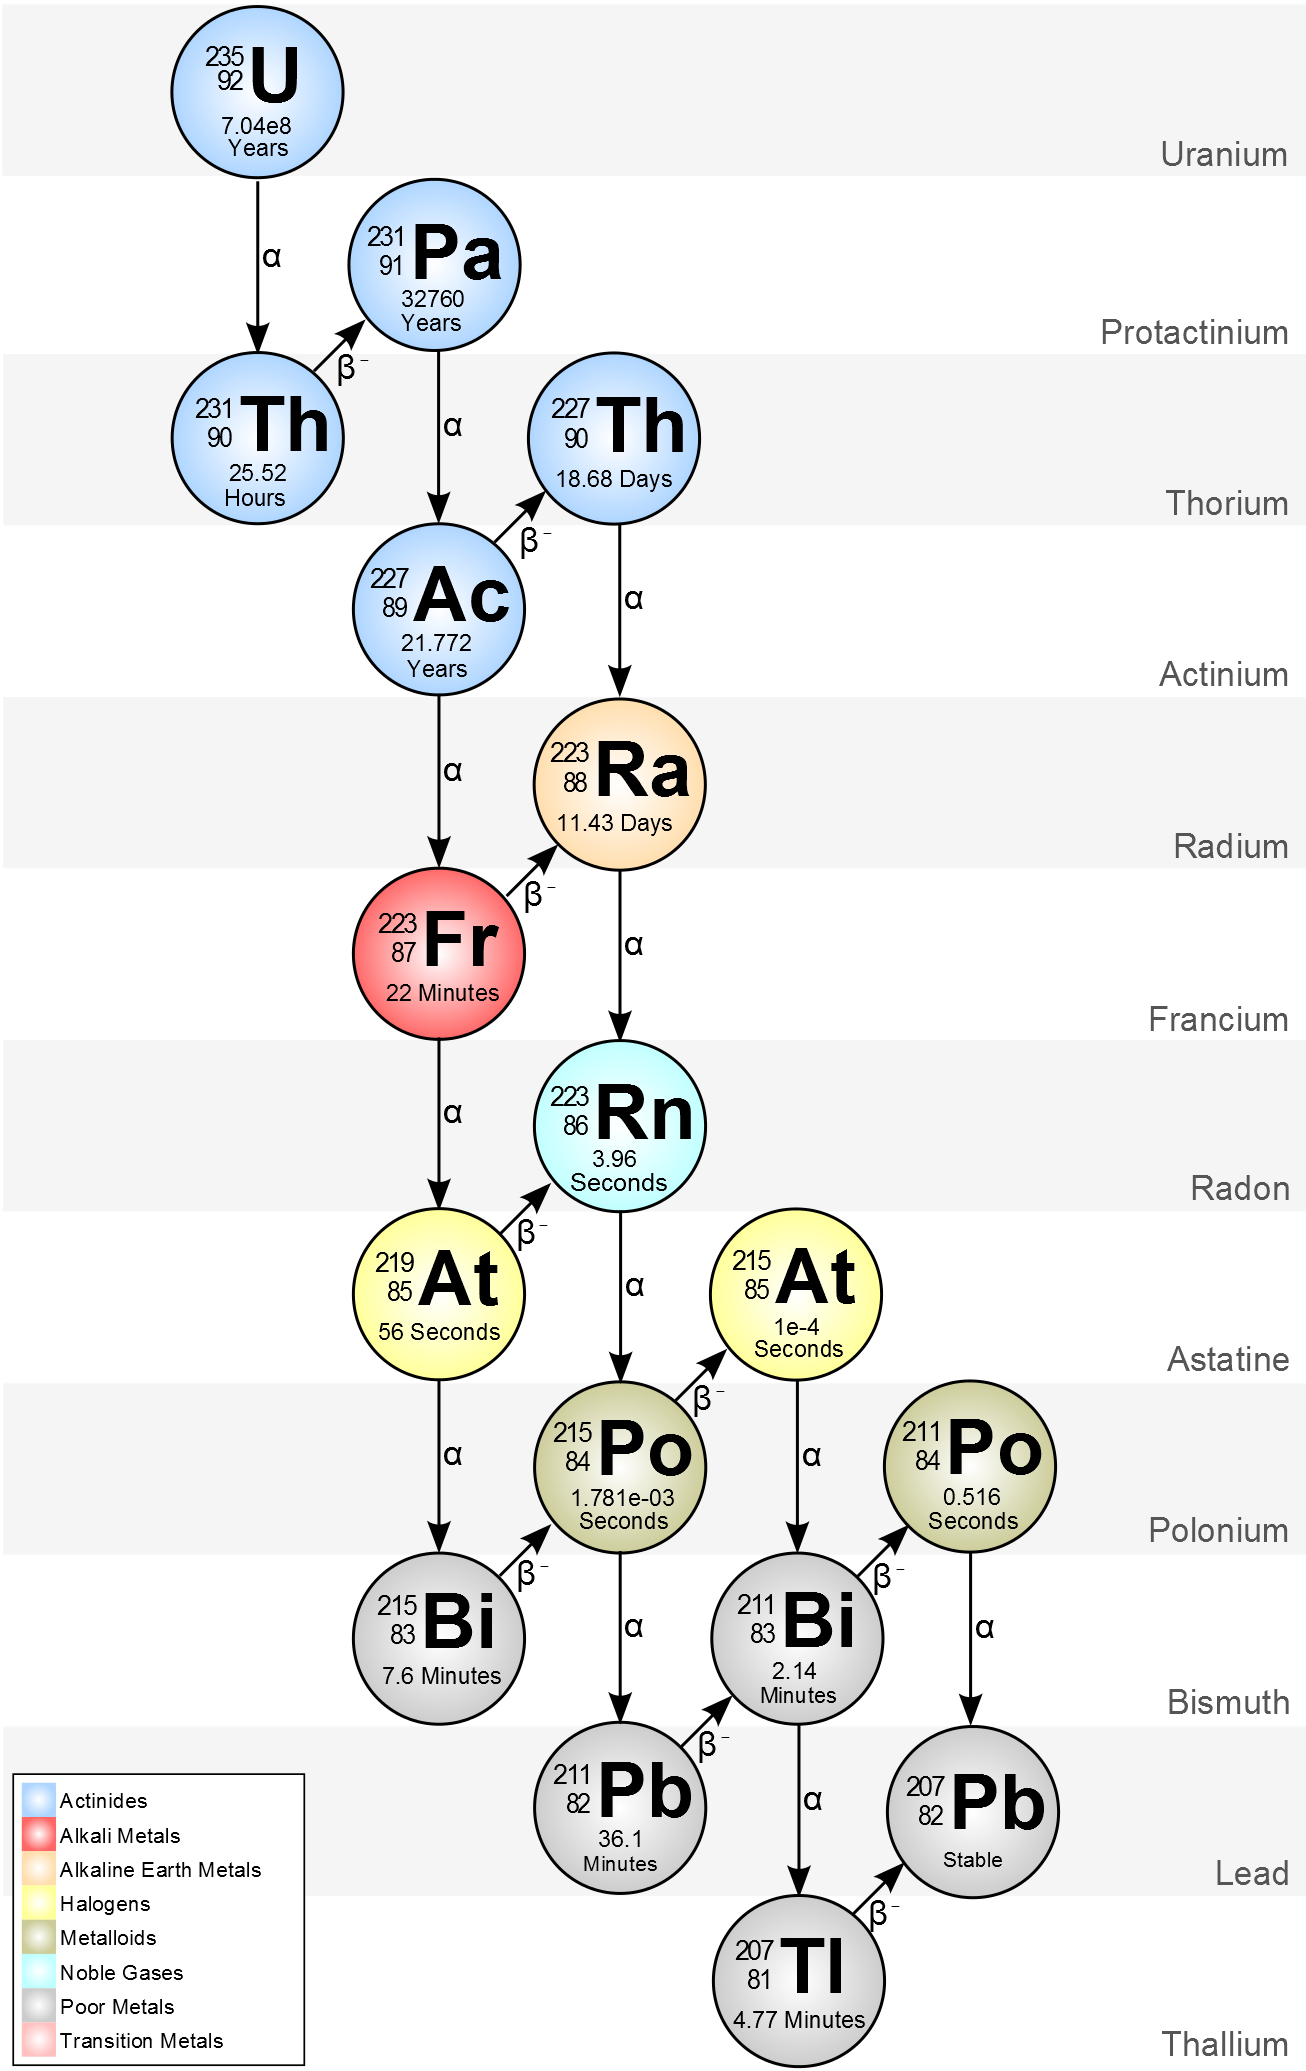 235
92 U
7.04e8
Years
Uranium
α
231
91 Pa
32760
Years
Protactinium
β⁻
231
90 Th
25.52
Hours
α
227
90 Th
18.68 Days
Thorium
β⁻
227
89 Ac
21.772
Years
α
Actinium
α
223
88 Ra
11.43 Days
Radium
β⁻
223
87 Fr
22 Minutes
α
Francium
α
223
86 Rn
3.96
Seconds
Radon
β⁻
219
85 At
56 Seconds
α
215
85 At
1e-4
Seconds
Astatine
β⁻
α
215
84 Po
1.781e-03
Seconds
α
211
84 Po
0.516
Seconds
Polonium
β⁻
β⁻
215
83 Bi
7.6 Minutes
α
211
83 Bi
2.14
Minutes
α
Bismuth
β⁻
211
82 Pb
36.1
Minutes
α
207
82 Pb
Stable
Lead
β⁻
207
81 Tl
4.77 Minutes
Thallium
Actinides
Alkali Metals
Alkaline Earth Metals
Halogens
Metalloids
Noble Gases
Poor Metals
Transition Metals